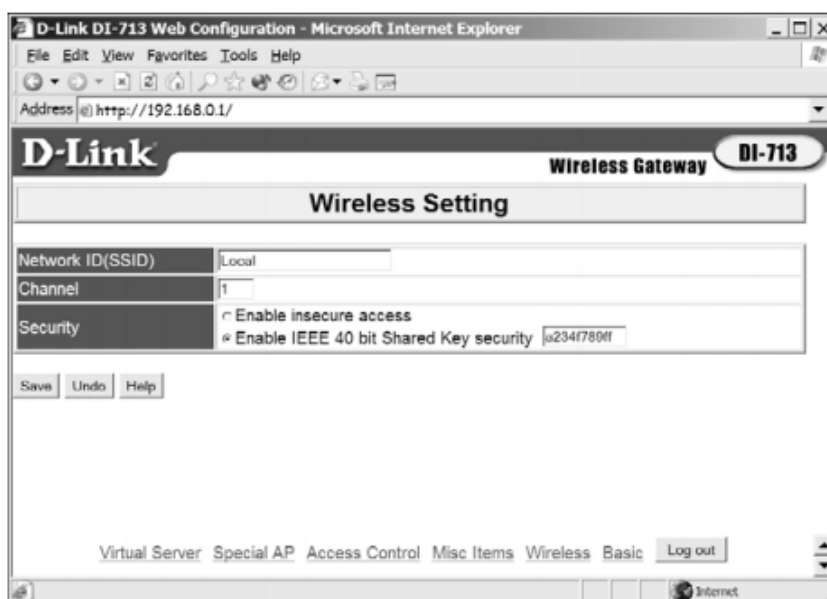 D-Link DI-713 Web Configuration - Microsoft Internet Explorer
File Edit View Favorites Tools Help
Address http://192.168.0.1/
D-Link
Wireless Gateway DI-713
Wireless Setting
Network ID(SSID) Local
Channel 1
Security Enable insecure access
Enable IEEE 40 bit Shared Key security
Save Undo Help
Virtual Server Special AP Access Control Misc Items Wireless Basic Log out
Internet